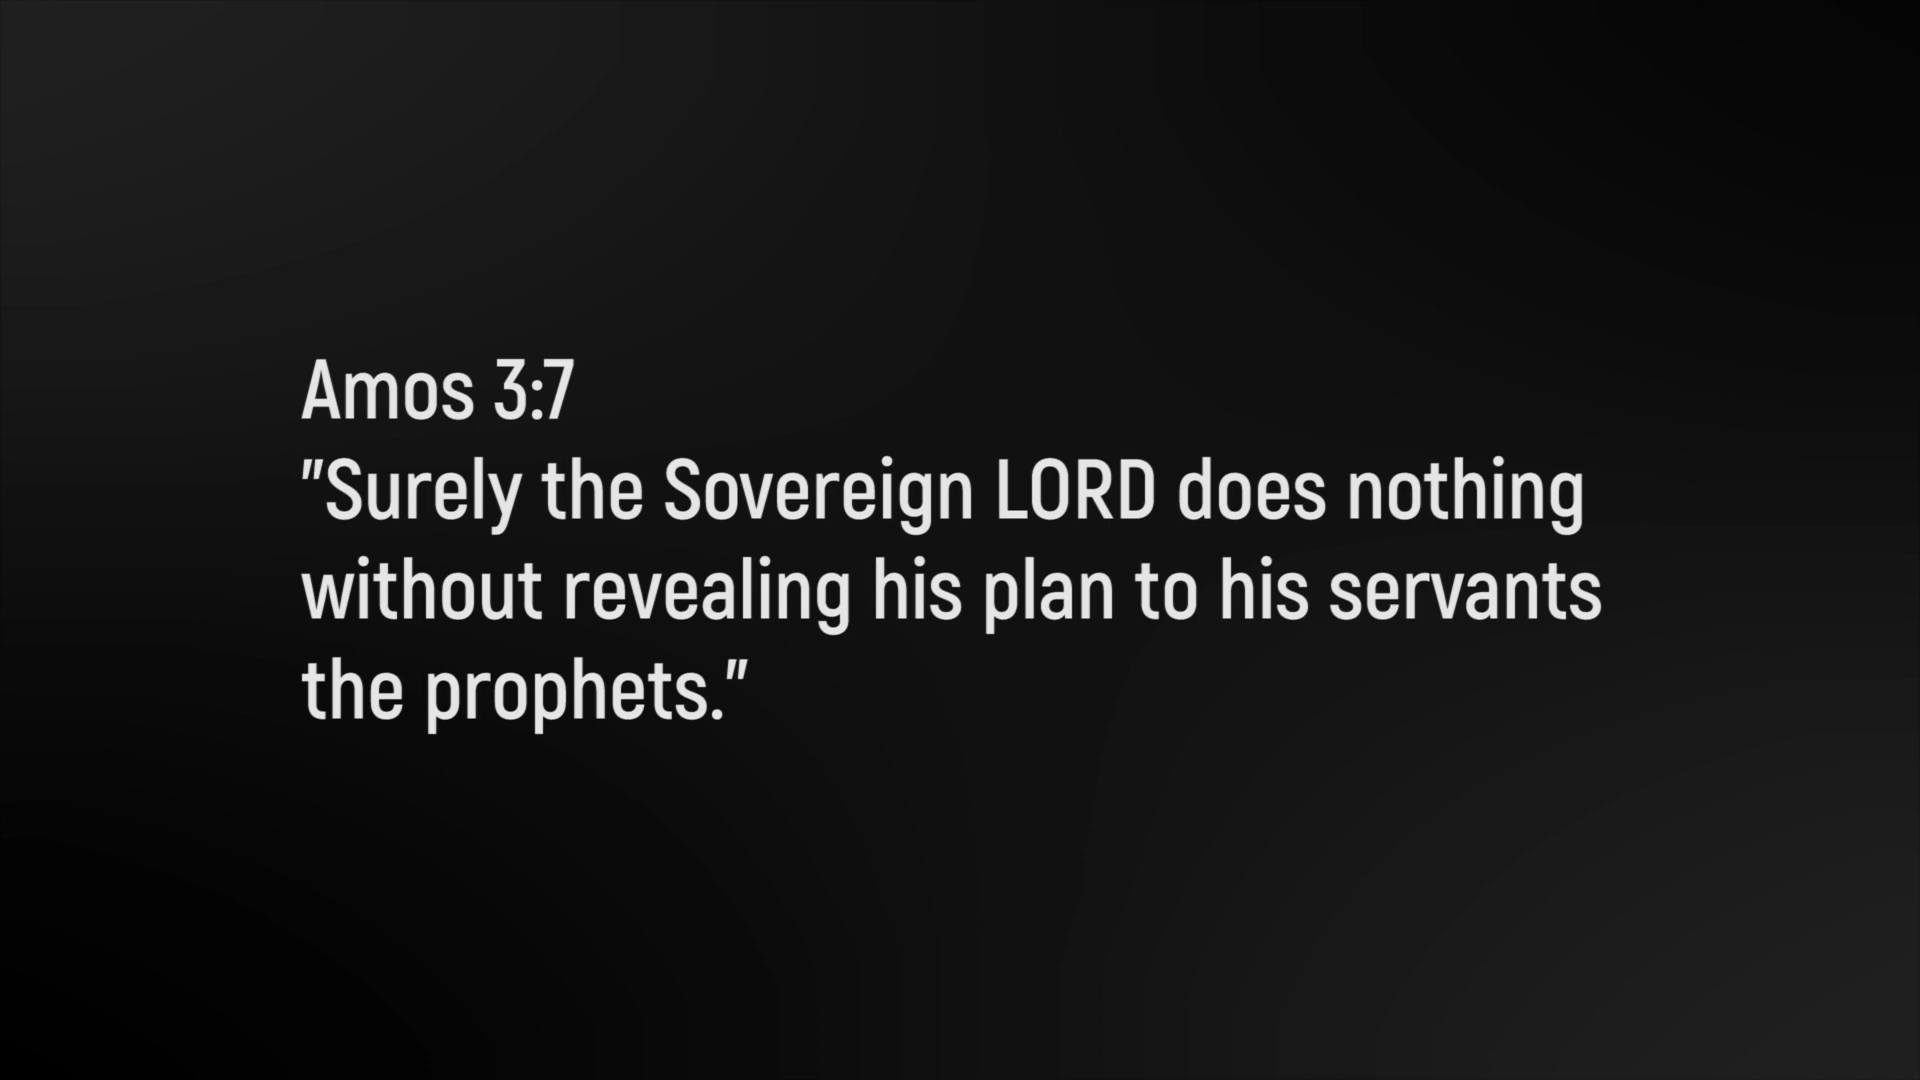 Amos 3:7
"Surely the Sovereign LORD does nothing
without revealing his plan to his servants
the prophets."